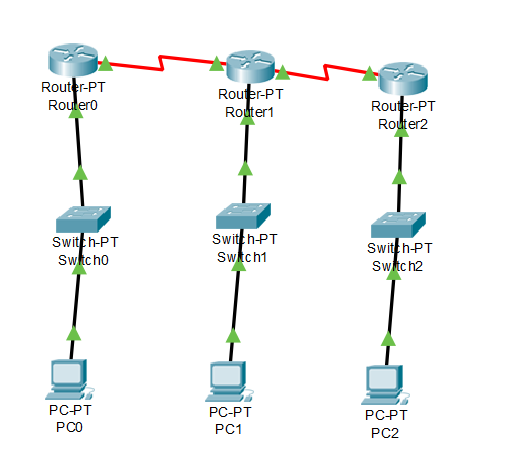 Router-PT
Router0
Router-PT
Router1
Router-PT
Router2
Switch-PT
Switch0
Switch-PT
Switch1
Switch-PT
Switch2
PC-PT
PC0
PC-PT
PC1
PC-PT
PC2